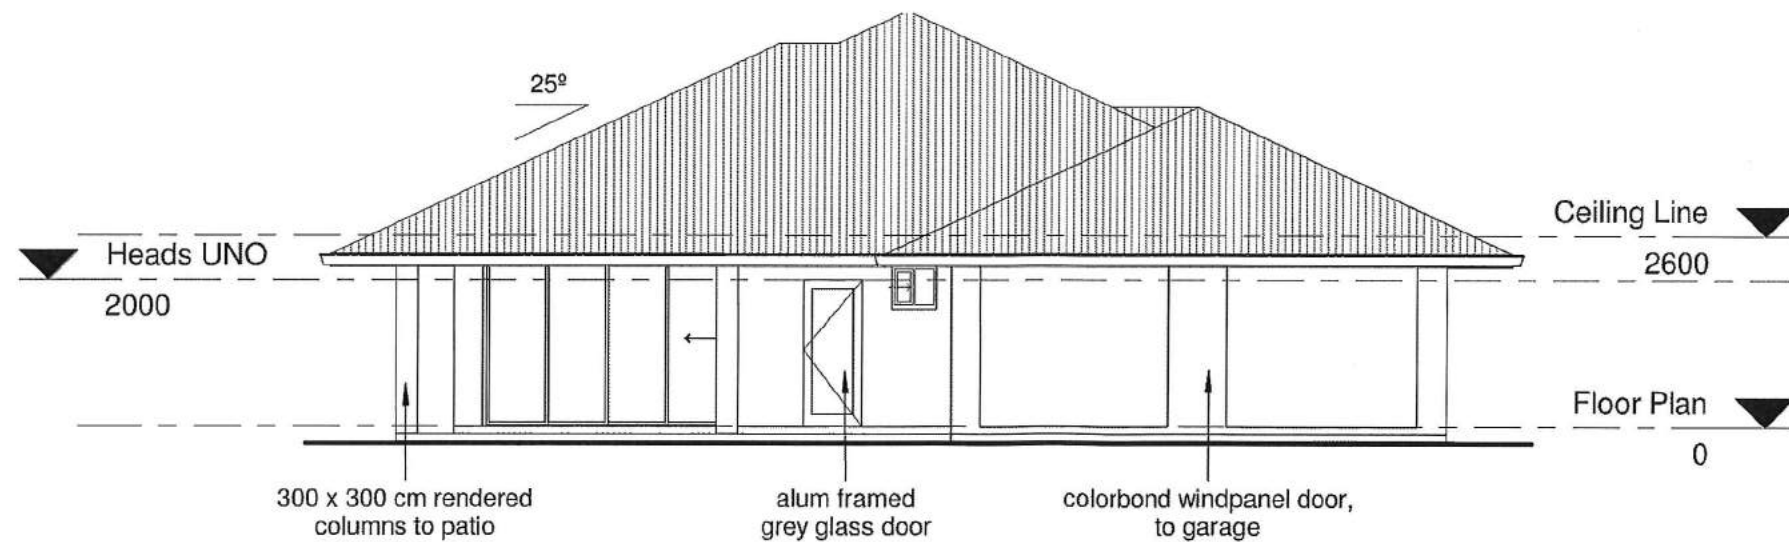 25º
Ceiling Line
Heads UNO
2600
2000
Floor Plan
0
300 x 300 cm rendered
columns to patio
alum framed
grey glass door
colorbond windpanel door,
to garage